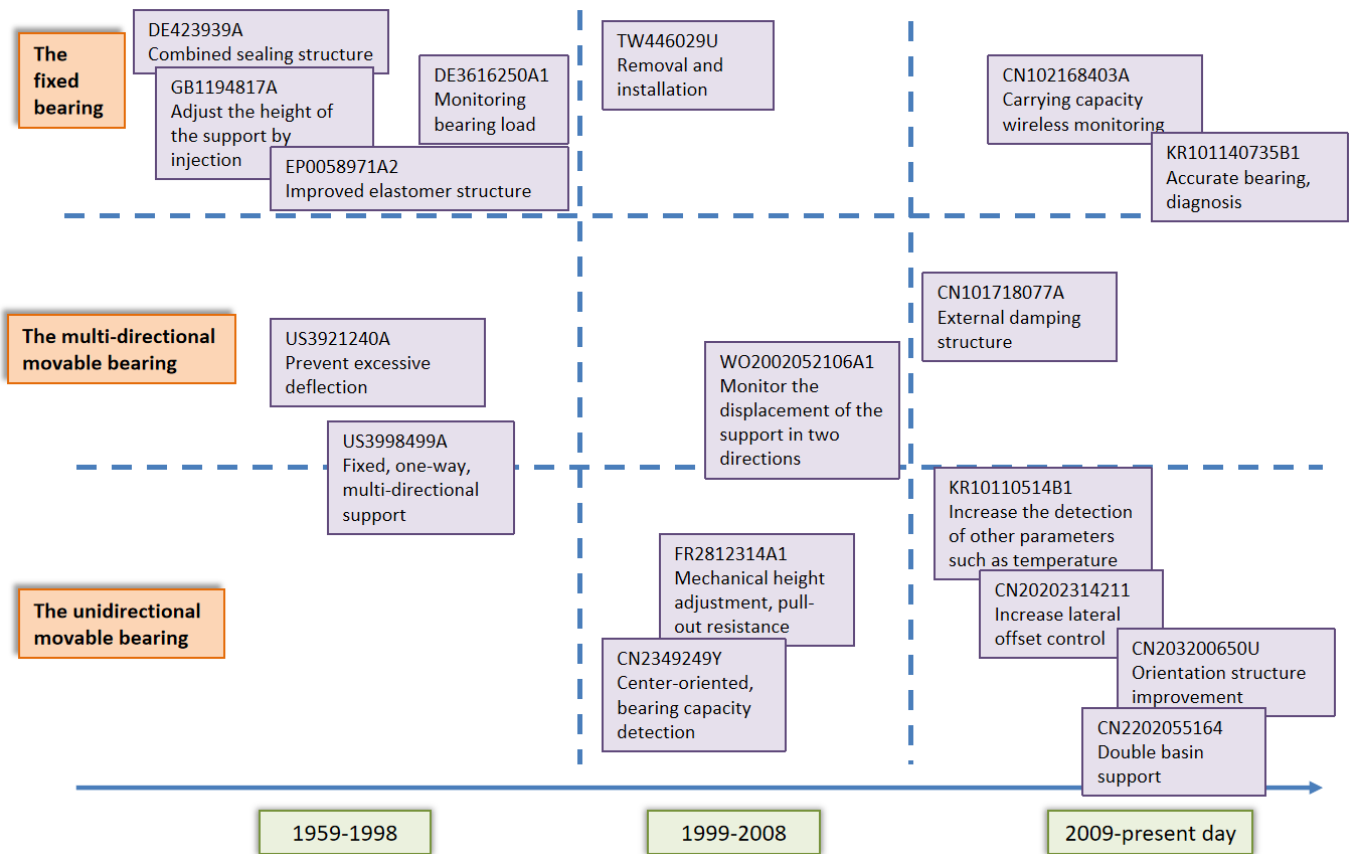 The
fixed
bearing
DE423939A
Combined sealing structure
GB1194817A
Adjust the height of
the support by
injection
EP0058971A2
Improved elastomer structure
DE3616250A1
Monitoring
bearing load
TW446029U
Removal and
installation
CN102168403A
Carrying capacity
wireless monitoring
KR101140735B1
Accurate bearing,
diagnosis
The multi-directional
movable bearing
US3921240A
Prevent excessive
deflection
US3998499A
Fixed, one-way,
multi-directional
support
WO2002052106A1
Monitor the
displacement of the
support in two
directions
CN101718077A
External damping
structure
The unidirectional
movable bearing
FR2812314A1
Mechanical height
adjustment, pull-
out resistance
CN2349249Y
Center-oriented,
bearing capacity
detection
KR10110514B1
Increase the detection
of other parameters
such as temperature
CN20202314211
Increase lateral
offset control
CN203200650U
Orientation structure
improvement
CN2202055164
Double basin
support
1959-1998
1999-2008
2009-present day